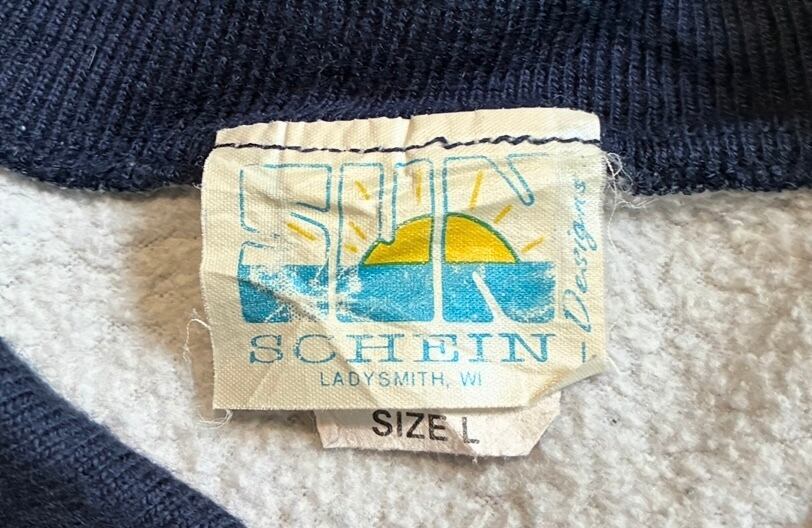 SUN
SCHEIN
Designs
LADYSMITH, WI
SIZE L